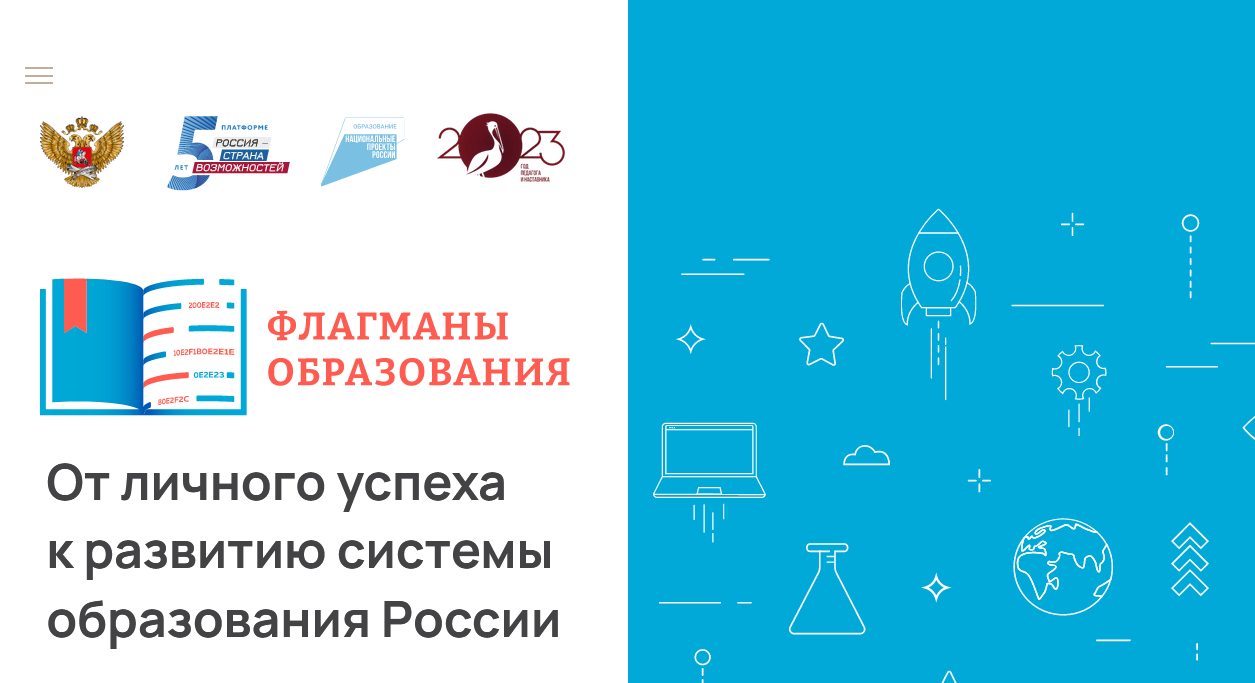 5 ЛЕТ
ПЛАТФОРМЕ
РОССИЯ –
СТРАНА
ВОЗМОЖНОСТЕЙ
ОБРАЗОВАНИЕ
НАЦИОНАЛЬНЫЕ
ПРОЕКТЫ
РОССИИ
2023
ГОД
ПЕДАГОГА
И НАСТАВНИКА
200E2E2
10E2F1B0E2E1E
0E2E23
80E2F2C
ФЛАГМАНЫ
ОБРАЗОВАНИЯ
От личного успеха
к развитию системы
образования России